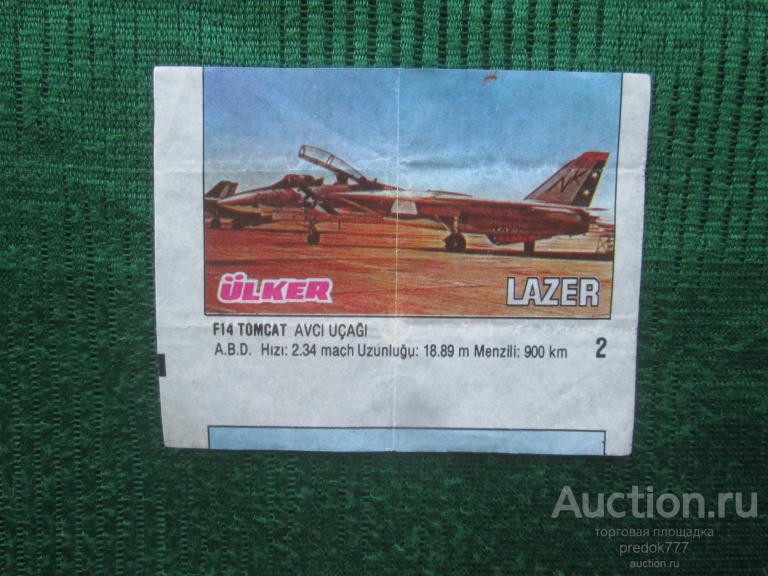 NK
ÜLKER
LAZER
F14 TOMCAT AVCI UÇAĞI
A.B.D. Hızı: 2.34 mach Uzunluğu: 18.89 m Menzili: 900 km
2
Auction.ru
торговая площадка
predok777
auction.ru